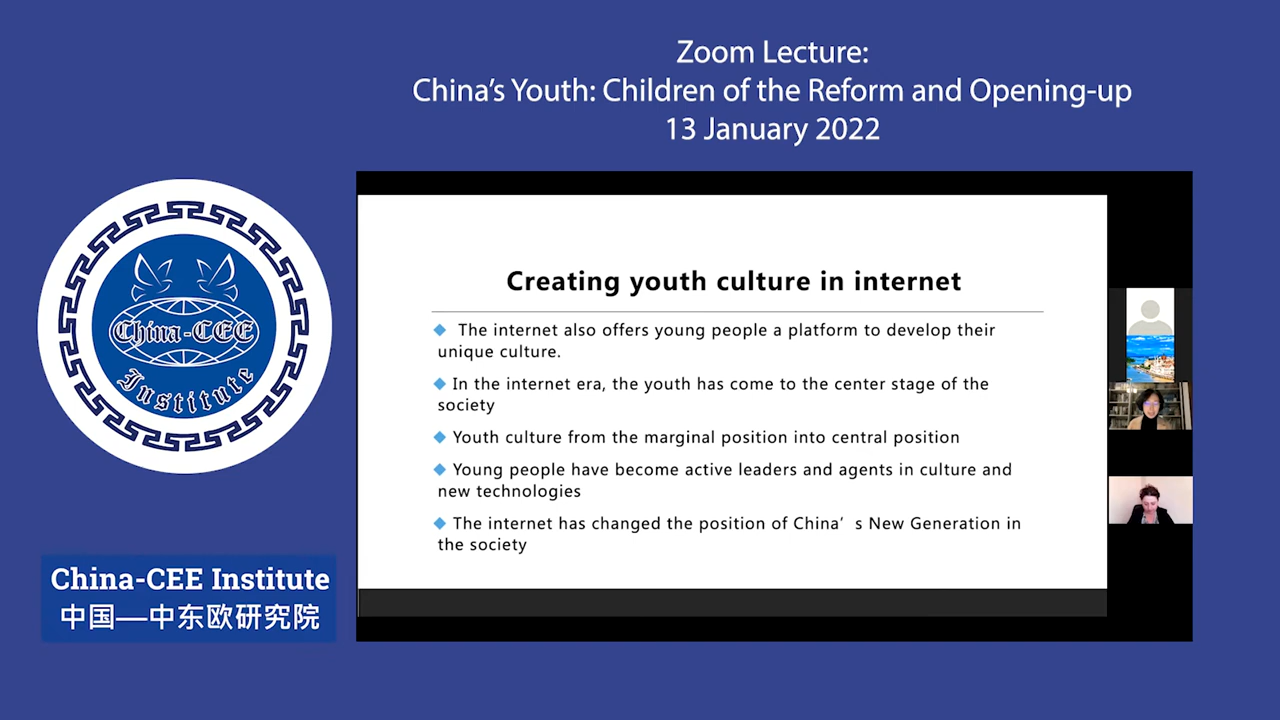 Zoom Lecture:
China's Youth: Children of the Reform and Opening-up
13 January 2022
China-CEE
Institute
Creating youth culture in internet
The internet also offers young people a platform to develop their
unique culture.
In the internet era, the youth has come to the center stage of the
society
Youth culture from the marginal position into central position
Young people have become active leaders and agents in culture and
new technologies
The internet has changed the position of China's New Generation in
the society
China-CEE Institute
中国—中东欧研究院